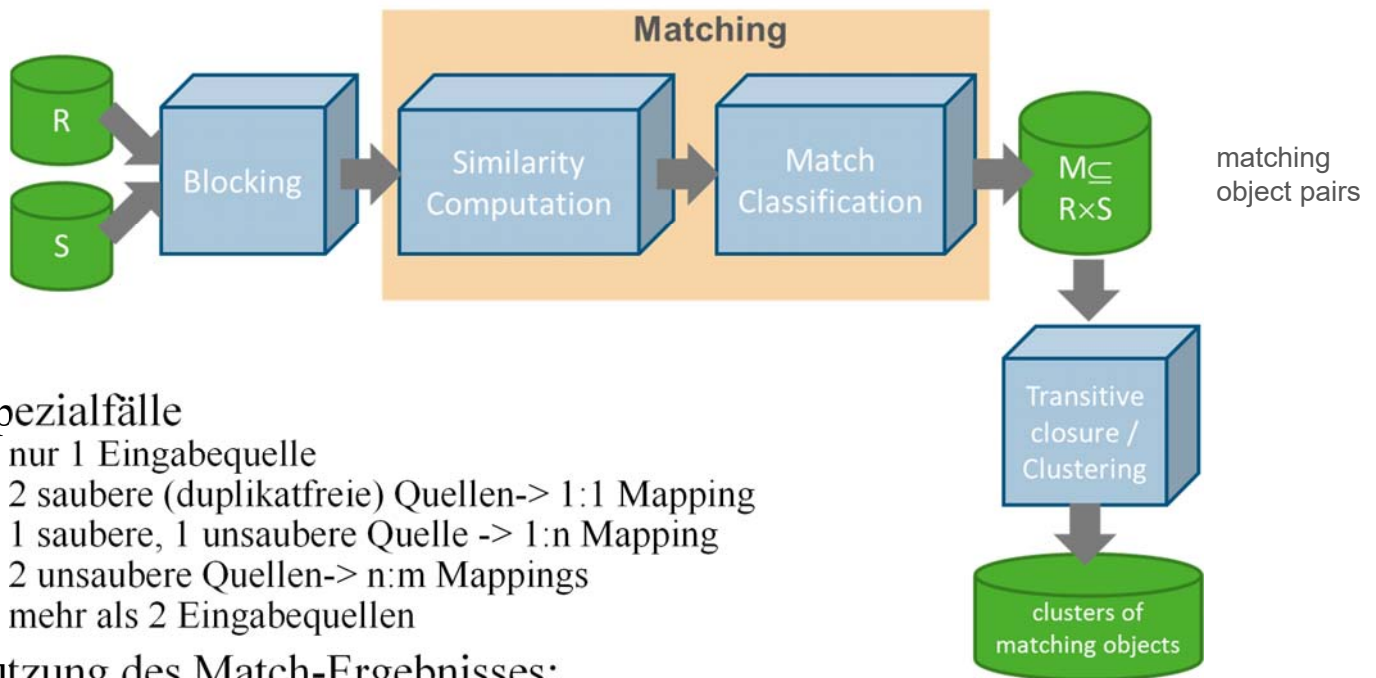 Matching
R
S
Blocking
Similarity
Computation
Match
Classification
M⊆
R×S
matching
object pairs
Transitive
closure /
Clustering
clusters of
matching objects
pezialfälle
nur 1 Eingabequelle
2 saubere (duplikatfreie) Quellen-> 1:1 Mapping
1 saubere, 1 unsaubere Quelle -> 1:n Mapping
2 unsaubere Quellen-> n:m Mappings
mehr als 2 Eingabequellen
utzung des Match-Ergebnisses: